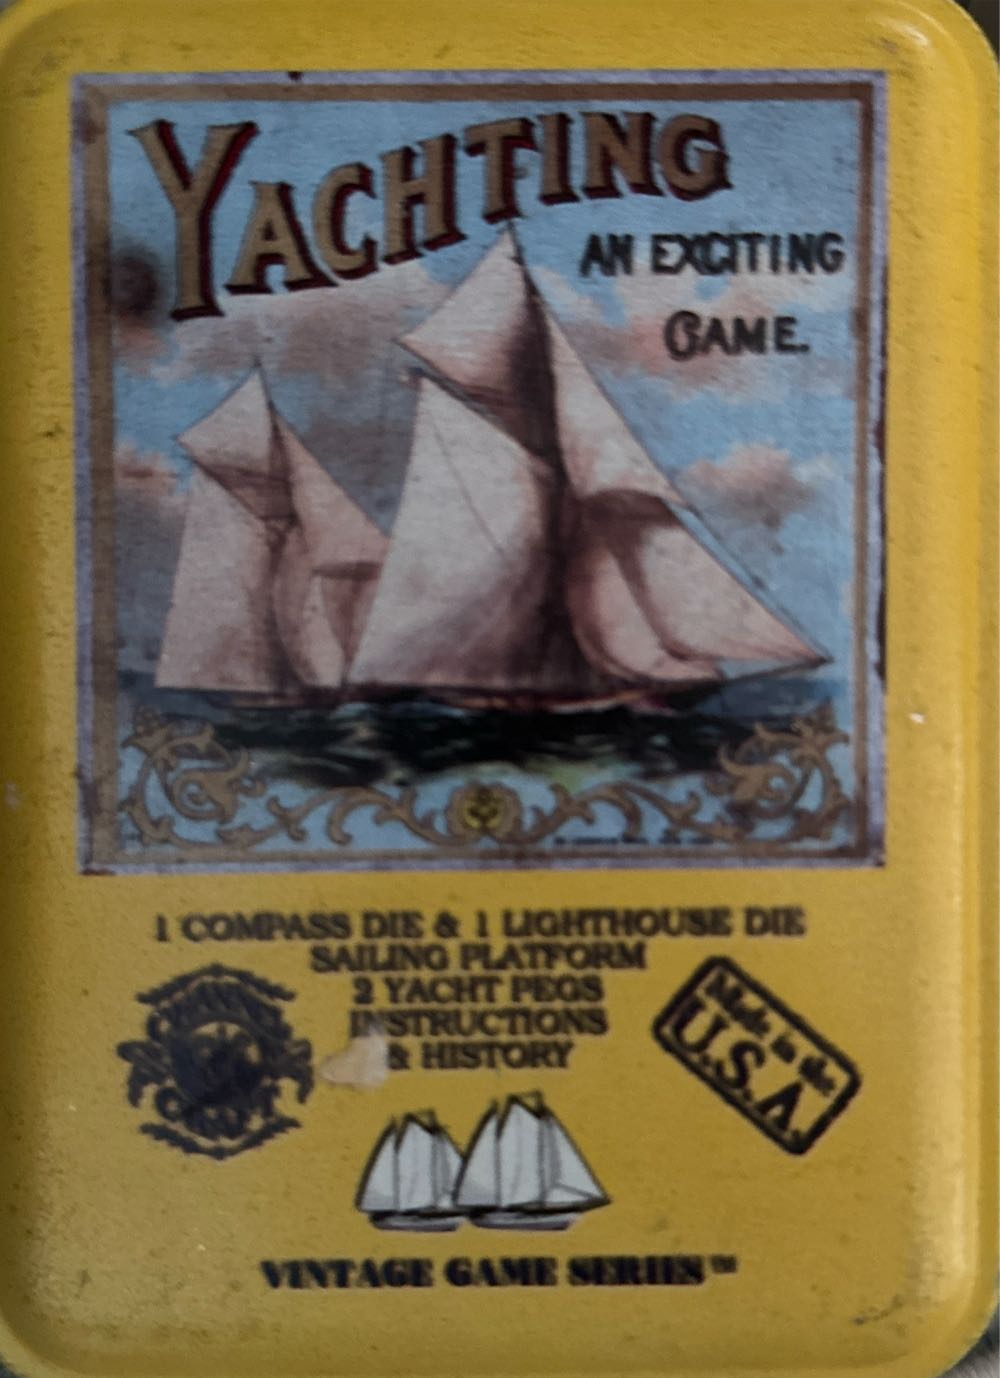 YACHTING
AN EXCITING
GAME.
1 COMPASS DIE & 1 LIGHTHOUSE DIE
SAILING PLATFORM
2 YACHT PEGS
INSTRUCTIONS
& HISTORY
Made in the
U.S.A.
VINTAGE GAME SERIES™